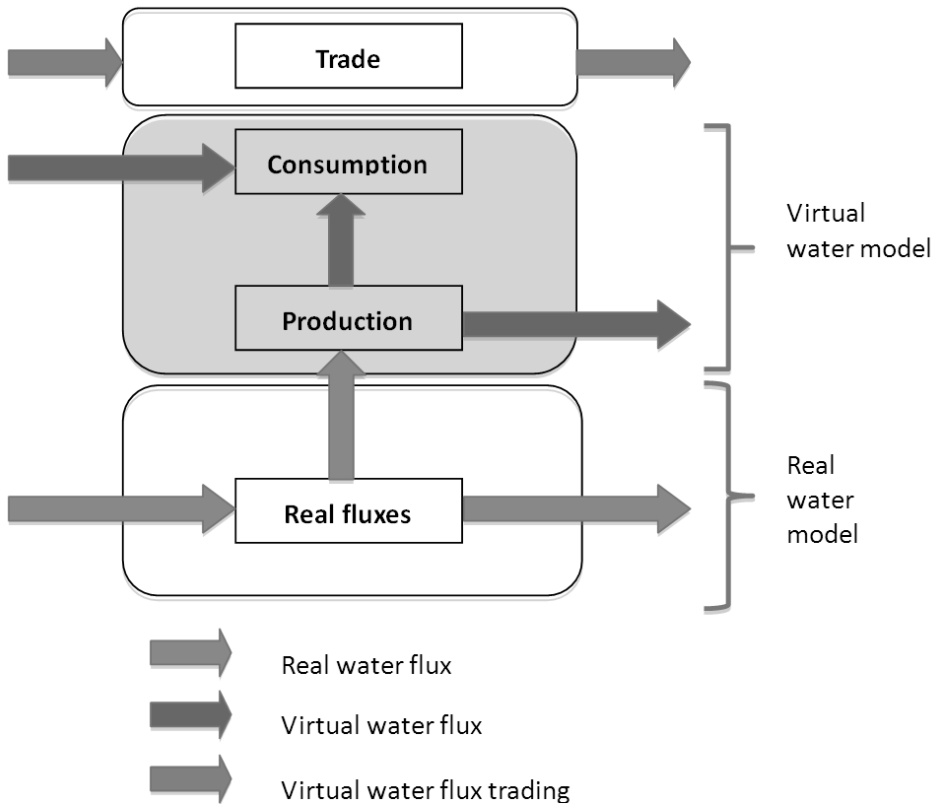 Trade
Consumption
Virtual
water model
Production
Real
water
model
Real fluxes
Real water flux
Virtual water flux
Virtual water flux trading